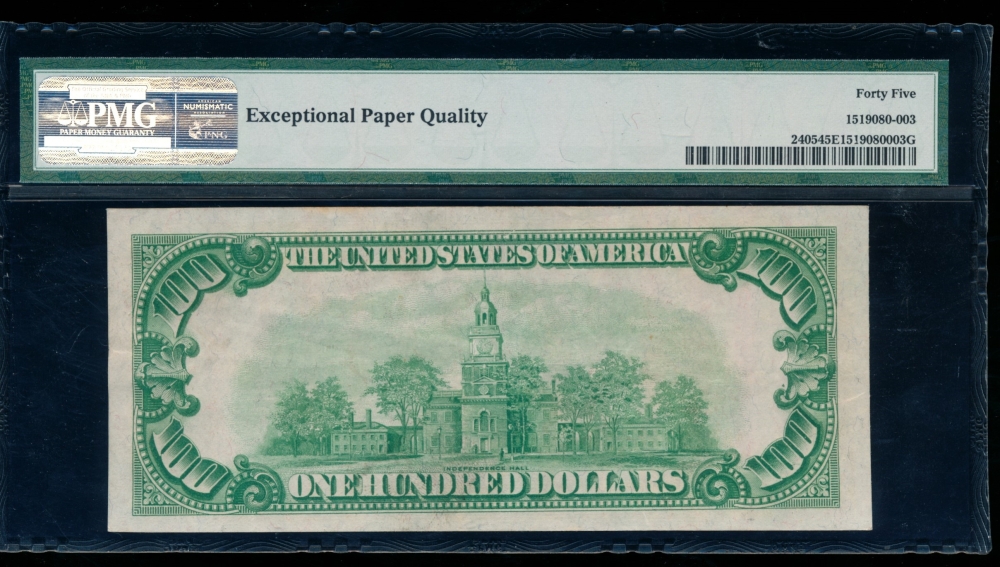 PMG
PAPER MONEY GUARANTY
AMERICAN
NUMISMATIC
ASSOCIATION
PNG
Exceptional Paper Quality
Forty Five
1519080-003
240545E1519080003G
THE UNITED STATES OF AMERICA
100
100
INDEPENDENCE HALL
100
100
ONE HUNDRED DOLLARS